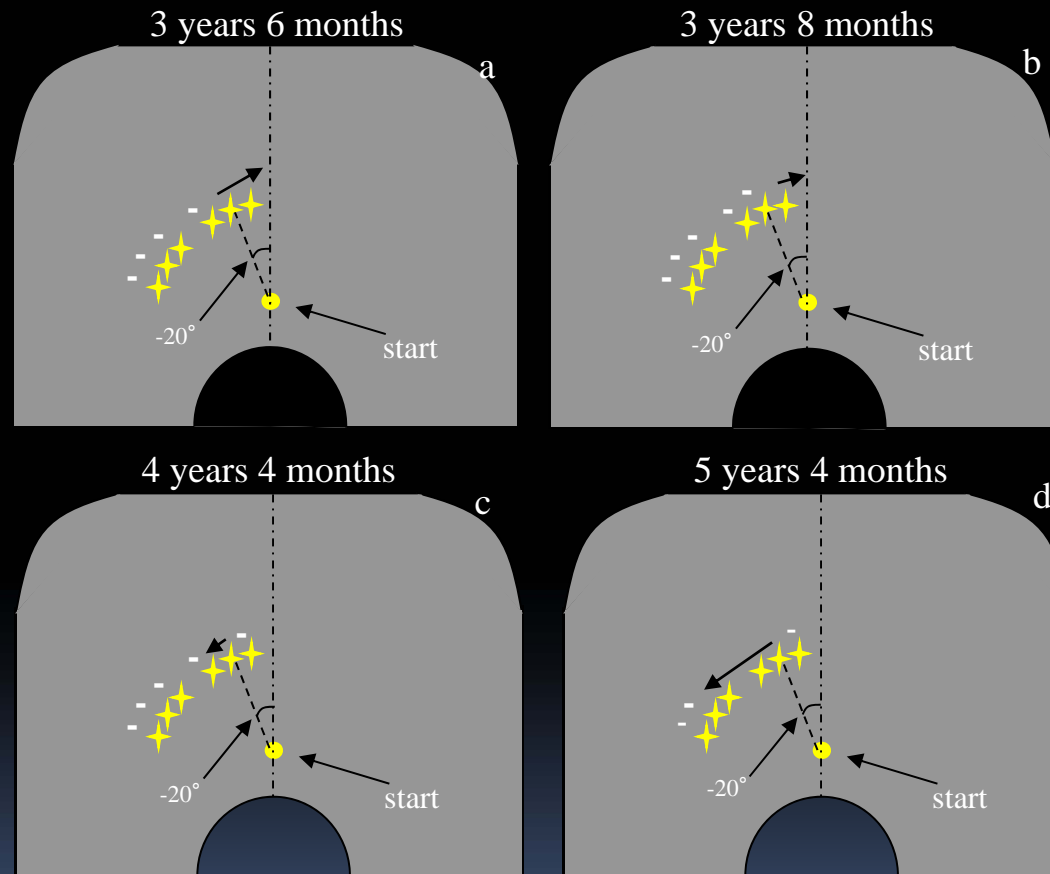 3 years 6 months
a
-20°
start
3 years 8 months
b
-20°
start
4 years 4 months
c
-20°
start
5 years 4 months
d
-20°
start